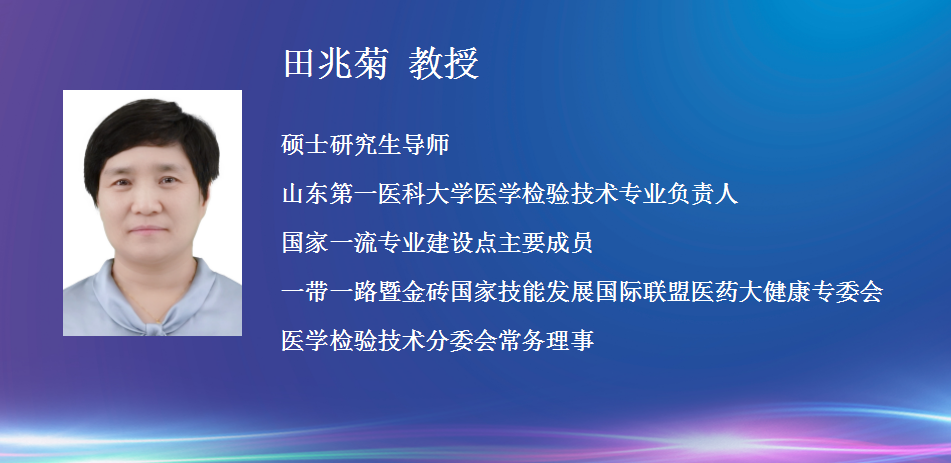 田兆菊 教授
硕士研究生导师
山东第一医科大学医学检验技术专业负责人
国家一流专业建设点主要成员
一带一路暨金砖国家技能发展国际联盟医药大健康专委会
医学检验技术分委会常务理事